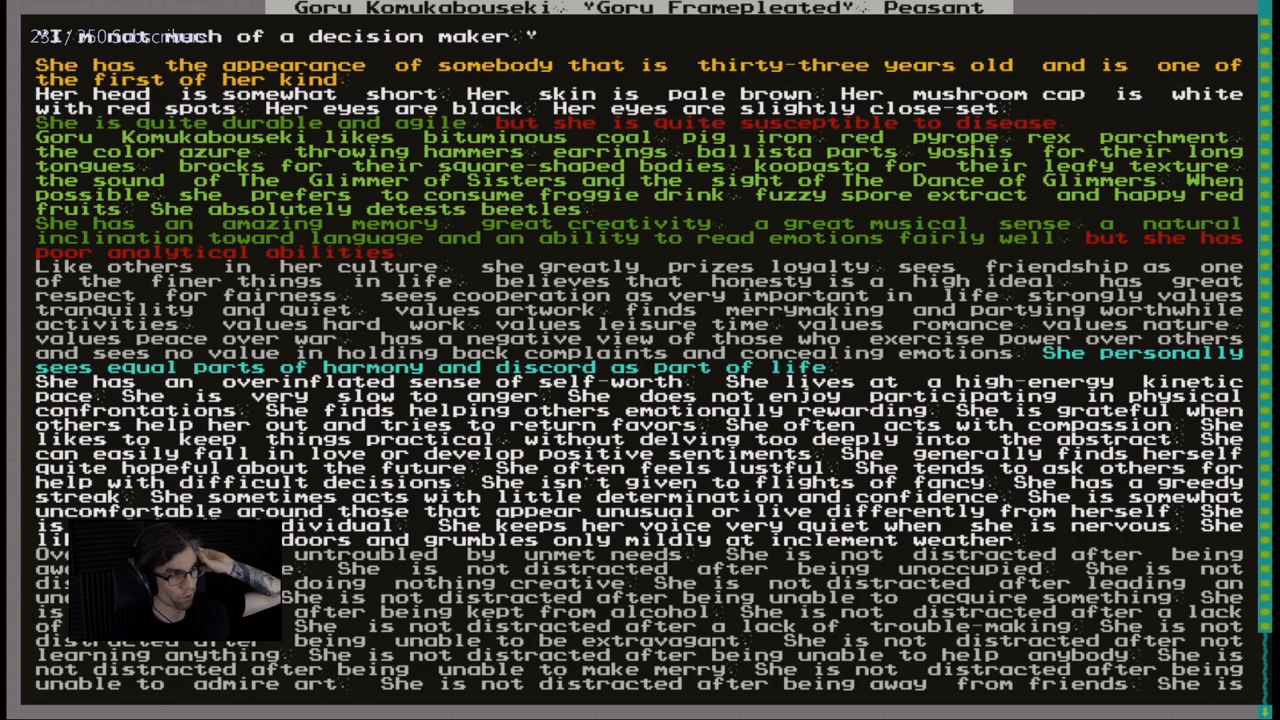 Goru Komukabouseki "Goru Framepleated" Peasant
"I'm not much of a decision maker."
/ 350 Subscribers
She has the appearance of somebody that is thirty-three years old and is one of
the first of her kind.
Her head is somewhat short. Her skin is pale brown. Her mushroom cap is white
with red spots. Her eyes are black. Her eyes are slightly close-set.
She is quite durable and agile, but she is quite susceptible to disease.
Goru Komukabouseki likes bituminous coal, pig iron, red pyrope, rex parchment,
the color azure, throwing hammers, earrings, ballista parts, yoshis for their long
tongues, brocks for their square-shaped bodies, koopasta for their leafy texture,
the sound of The Glimmer of Sisters and the sight of The Dance of Glimmers. When
possible, she prefers to consume froggie drink, fuzzy spore extract, and happy red
fruits. She absolutely detests beetles.
She has an amazing memory, great creativity, a great musical sense, a natural
inclination toward language and an ability to read emotions fairly well, but she has
poor analytical abilities.
Like others in her culture, she greatly prizes loyalty, sees friendship as one
of the finer things in life, believes that honesty is a high ideal, has great
respect for fairness, sees cooperation as very important in life, strongly values
tranquility and quiet, values artwork, finds merrymaking and partying worthwhile
activities, values hard work, values leisure time, values romance, values nature,
values peace over war, has a negative view of those who exercise power over others
and sees no value in holding back complaints and concealing emotions. She personally
sees equal parts of harmony and discord as part of life.
She has an overinflated sense of self-worth. She lives at a high-energy kinetic
pace. She is very slow to anger. She does not enjoy participating in physical
confrontations. She finds helping others emotionally rewarding. She is grateful when
others help her out and tries to return favors. She often acts with compassion. She
likes to keep things practical, without delving too deeply into the abstract. She
can easily fall in love or develop positive sentiments. She generally finds herself
quite hopeful about the future. She often feels lustful. She tends to ask others for
help with difficult decisions. She isn't given to flights of fancy. She has a greedy
streak. She sometimes acts with little determination and confidence. She is somewhat
uncomfortable around those that appear unusual or live differently from herself. She
is dividual. She keeps her voice very quiet when she is nervous. She
doors and grumbles only mildly at inclement weather.
untroubled by unmet needs. She is not distracted after being
She is not distracted after being unoccupied. She is not
doing nothing creative. She is not distracted after leading an
She is not distracted after being unable to acquire something. She
is after being kept from alcohol. She is not distracted after a lack
of She is not distracted after a lack of trouble-making. She is not
distracted after being unable to be extravagant. She is not distracted after not
learning anything. She is not distracted after being unable to help anybody. She is
not distracted after being unable to make merry. She is not distracted after being
unable to admire art. She is not distracted after being away from friends. She is